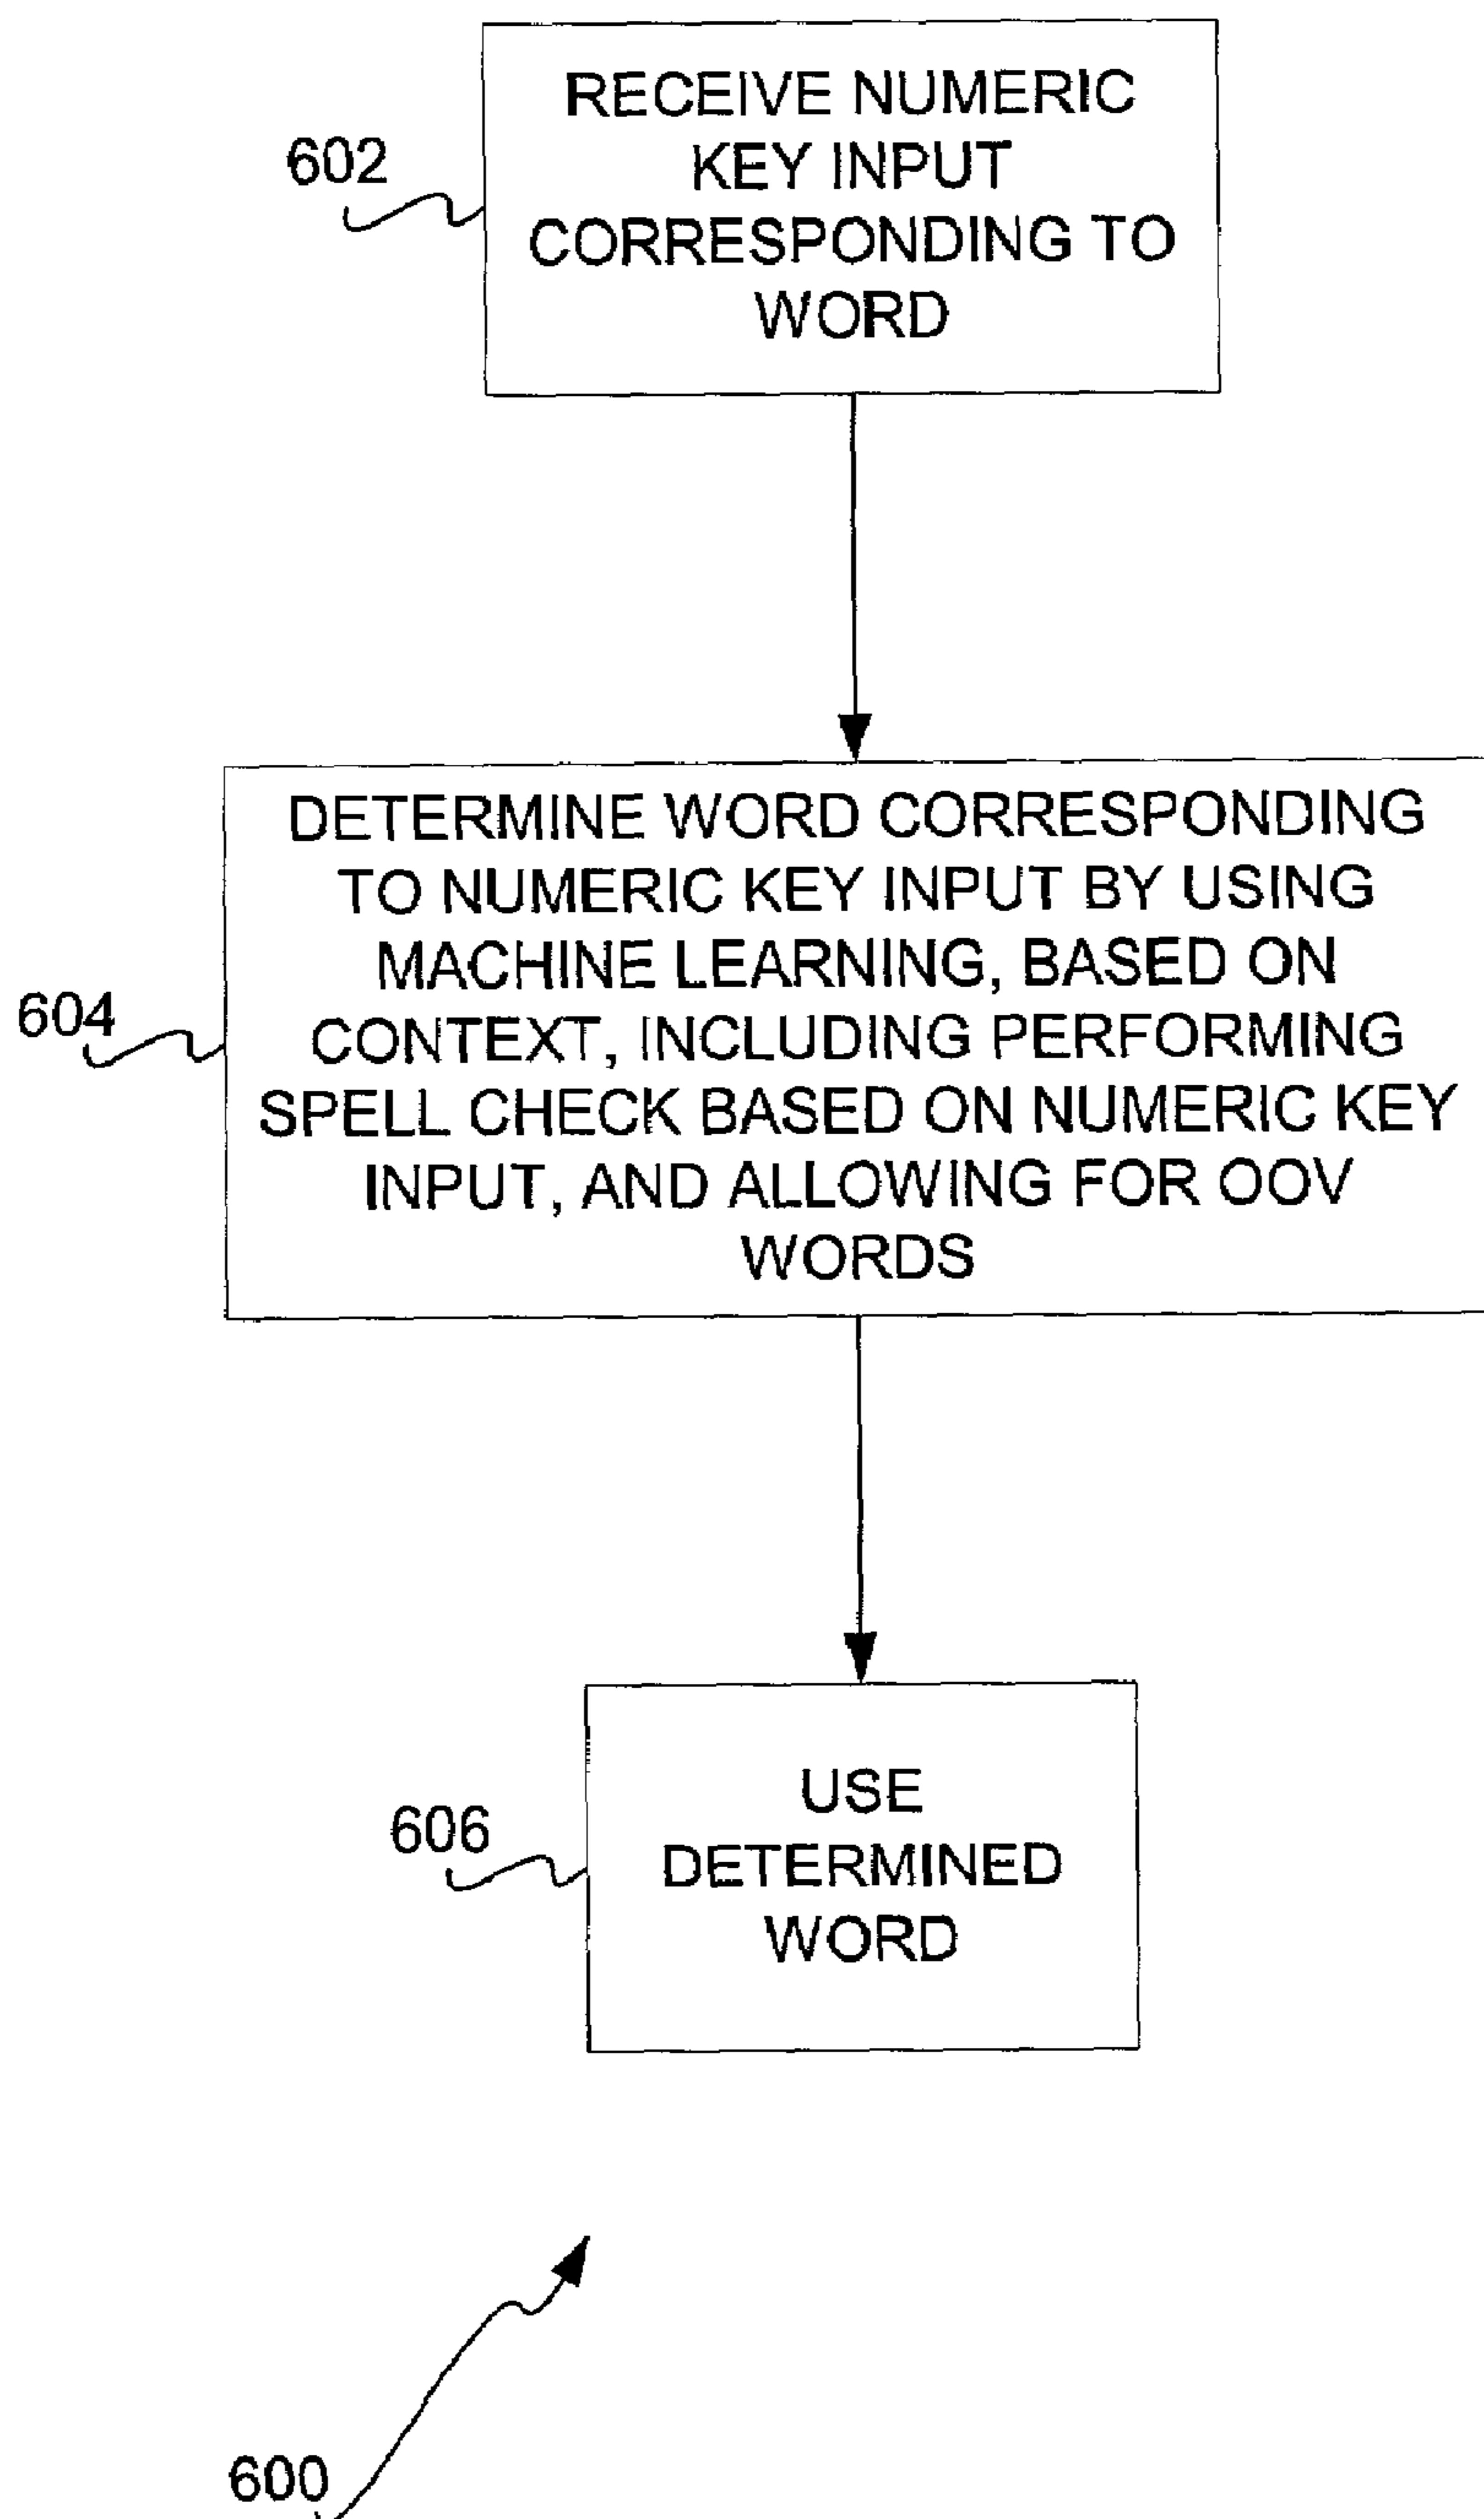 RECEIVE NUMERIC
KEY INPUT
CORRESPONDING TO
WORD
602
DETERMINE WORD CORRESPONDING
TO NUMERIC KEY INPUT BY USING
MACHINE LEARNING, BASED ON
CONTEXT, INCLUDING PERFORMING
SPELL CHECK BASED ON NUMERIC KEY
INPUT, AND ALLOWING FOR OOV
WORDS
604
USE
DETERMINED
WORD
606
600